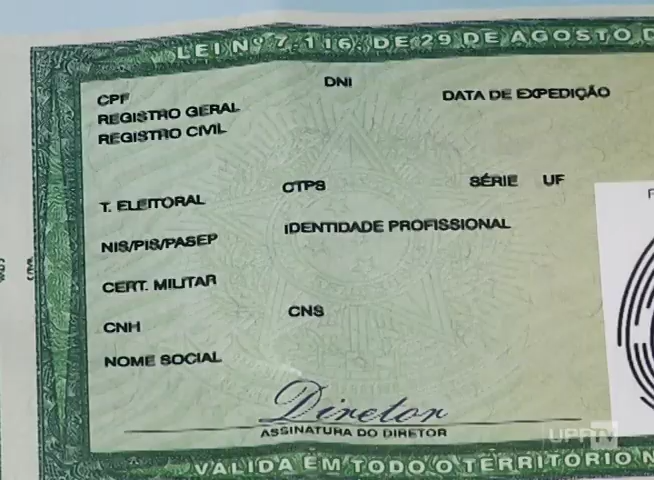 LEI Nº 7.116, DE 29 DE AGOSTO D
CPF
DNI
DATA DE EXPEDIÇÃO
REGISTRO GERAL
REGISTRO CIVIL
T. ELEITORAL
CTPS
SÉRIE
UF
NIS/PIS/PASEP
IDENTIDADE PROFISSIONAL
CERT. MILITAR
CNH
CNS
NOME SOCIAL
Diretor
ASSINATURA DO DIRETOR
VÁLIDA EM TODO O TERRITÓRIO N